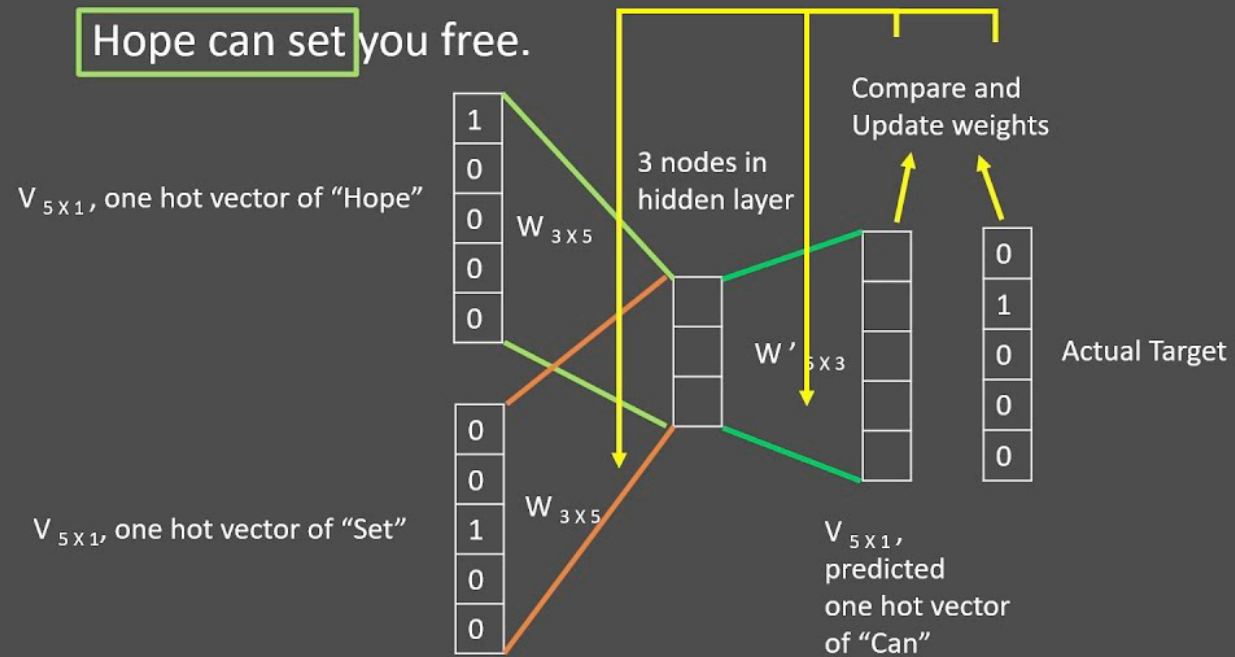 Hope can set you free.
Compare and
Update weights
1
0
0
0
0
V 5 X 1, one hot vector of “Hope”
W 3 X 5
3 nodes in
hidden layer
W ’ 5 X 3
0
1
0
0
0
Actual Target
0
0
1
0
0
V 5 X 1, one hot vector of “Set”
W 3 X 5
V 5 X 1,
predicted
one hot vector
of “Can”